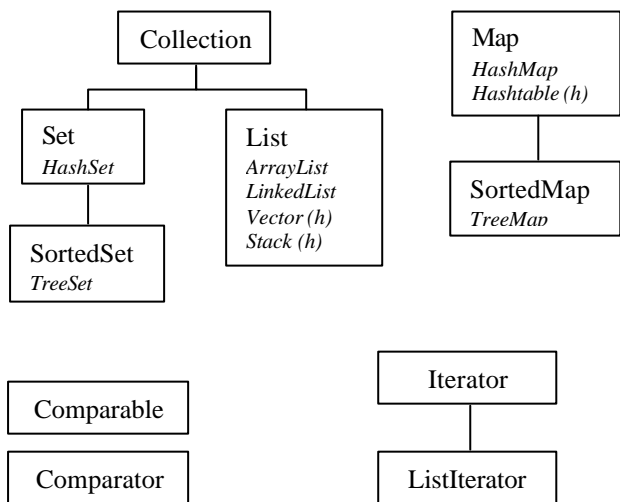 Collection
Map
HashMap
Hashtable (h)
Set
HashSet
List
ArrayList
LinkedList
Vector (h)
Stack (h)
SortedMap
TreeMap
SortedSet
TreeSet
Iterator
Comparable
Comparator
ListIterator